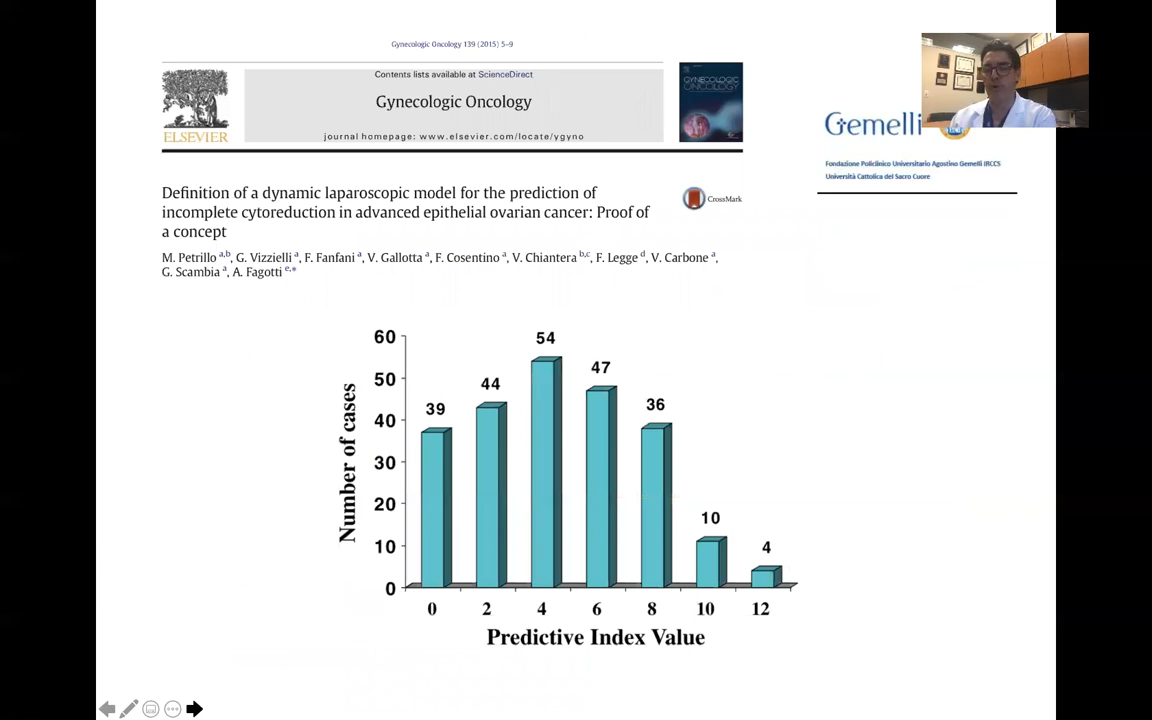 Gynecologic Oncology 139 (2015) 5–9
Contents lists available at ScienceDirect
Gynecologic Oncology
journal homepage: www.elsevier.com/locate/ygyno
ELSEVIER
GYNECOLOGIC
ONCOLOGY
Gemelli
Fondazione Policlinico Universitario Agostino Gemelli IRCCS
Università Cattolica del Sacro Cuore
Definition of a dynamic laparoscopic model for the prediction of
incomplete cytoreduction in advanced epithelial ovarian cancer: Proof of
a concept
CrossMark
M. Petrillo a,b, G. Vizzielli a, F. Fanfani a, V. Gallotta a, F. Cosentino a, V. Chiantera b,c, F. Legge d, V. Carbone a,
G. Scambia a, A. Fagotti e,*
Number of cases
60
50
40
30
20
10
0
39
44
54
47
36
10
4
0 2 4 6 8 10 12
Predictive Index Value